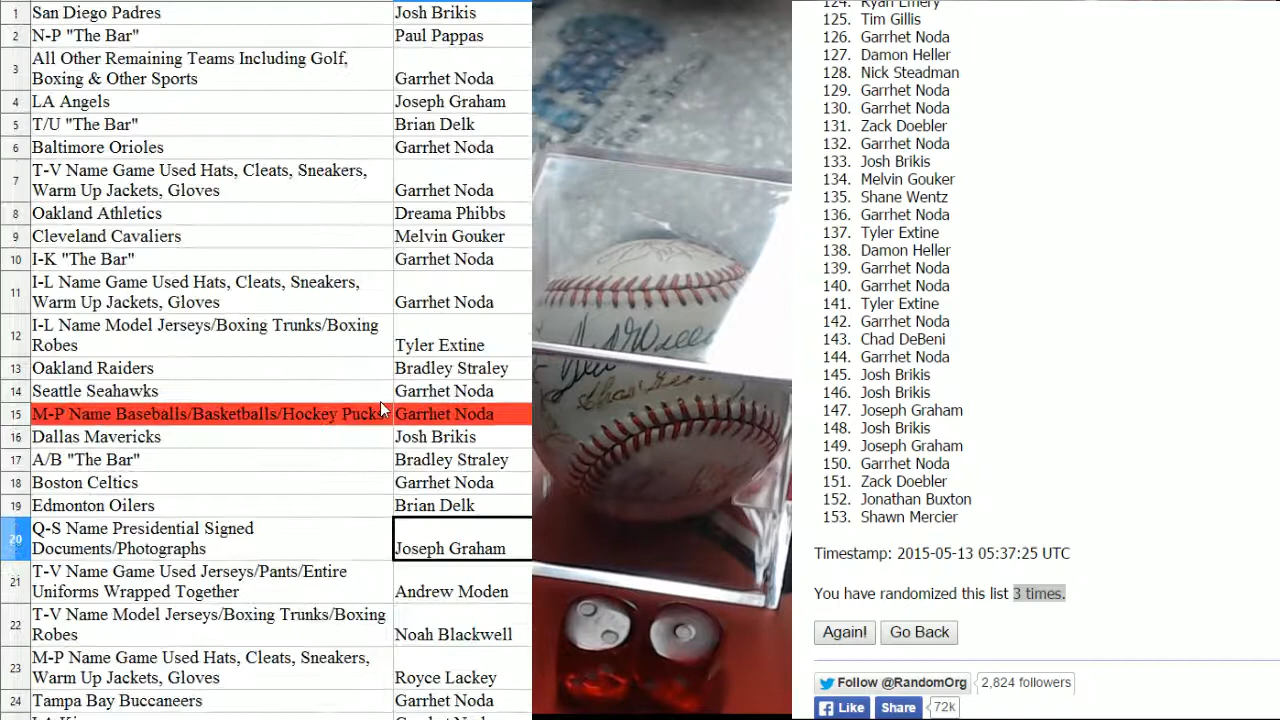 1 San Diego Padres Josh Brikis
2 N-P "The Bar" Paul Pappas
All Other Remaining Teams Including Golf,
3 Boxing & Other Sports Garrhet Noda
4 LA Angels Joseph Graham
5 T/U "The Bar" Brian Delk
6 Baltimore Orioles Garrhet Noda
T-V Name Game Used Hats, Cleats, Sneakers,
7 Warm Up Jackets, Gloves Garrhet Noda
8 Oakland Athletics Dreama Phibbs
9 Cleveland Cavaliers Melvin Gouker
10 I-K "The Bar" Garrhet Noda
I-L Name Game Used Hats, Cleats, Sneakers,
11 Warm Up Jackets, Gloves Garrhet Noda
I-L Name Model Jerseys/Boxing Trunks/Boxing
12 Robes Tyler Extine
13 Oakland Raiders Bradley Straley
14 Seattle Seahawks Garrhet Noda
15 M-P Name Baseballs/Basketballs/Hockey Pucks Garrhet Noda
16 Dallas Mavericks Josh Brikis
17 A/B "The Bar" Bradley Straley
18 Boston Celtics Garrhet Noda
19 Edmonton Oilers Brian Delk
Q-S Name Presidential Signed
20 Documents/Photographs Joseph Graham
T-V Name Game Used Jerseys/Pants/Entire
21 Uniforms Wrapped Together Andrew Moden
T-V Name Model Jerseys/Boxing Trunks/Boxing
22 Robes Noah Blackwell
M-P Name Game Used Hats, Cleats, Sneakers,
23 Warm Up Jackets, Gloves Royce Lackey
24 Tampa Bay Buccaneers Garrhet Noda
124. Ryan Emery
125. Tim Gillis
126. Garrhet Noda
127. Damon Heller
128. Nick Steadman
129. Garrhet Noda
130. Garrhet Noda
131. Zack Doebler
132. Garrhet Noda
133. Josh Brikis
134. Melvin Gouker
135. Shane Wentz
136. Garrhet Noda
137. Tyler Extine
138. Damon Heller
139. Garrhet Noda
140. Garrhet Noda
141. Tyler Extine
142. Garrhet Noda
143. Chad DeBeni
144. Garrhet Noda
145. Josh Brikis
146. Josh Brikis
147. Joseph Graham
148. Josh Brikis
149. Joseph Graham
150. Garrhet Noda
151. Zack Doebler
152. Jonathan Buxton
153. Shawn Mercier
Timestamp: 2015-05-13 05:37:25 UTC
You have randomized this list 3 times.
Again! Go Back
Follow @RandomOrg 2,824 followers
Like Share 72k